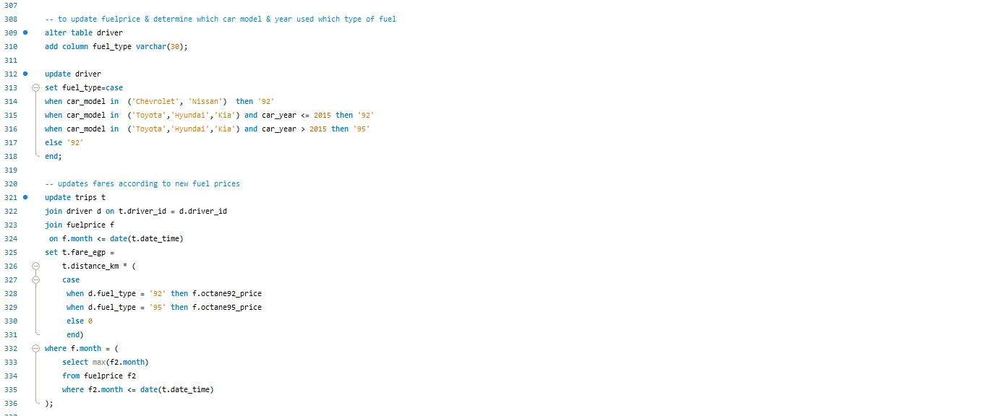 307
308 -- to update fuelprice & determine which car model & year used which type of fuel
309 alter table driver
310 add column fuel_type varchar(30);
311
312 update driver
313 set fuel_type=case
314 when car_model in  ('Chevrolet', 'Nissan')  then '92'
315 when car_model in  ('Toyota','Hyundai','Kia') and car_year <= 2015 then '92'
316 when car_model in  ('Toyota','Hyundai','Kia') and car_year > 2015 then '95'
317 else '92'
318 end;
319
320 -- updates fares according to new fuel prices
321 update trips t
322 join driver d on t.driver_id = d.driver_id
323 join fuelprice f
324  on f.month <= date(t.date_time)
325 set t.fare_egp =
326     t.distance_km * (
327     case
328      when d.fuel_type = '92' then f.octane92_price
329      when d.fuel_type = '95' then f.octane95_price
330      else 0
331      end)
332 where f.month = (
333     select max(f2.month)
334     from fuelprice f2
335     where f2.month <= date(t.date_time)
336 );